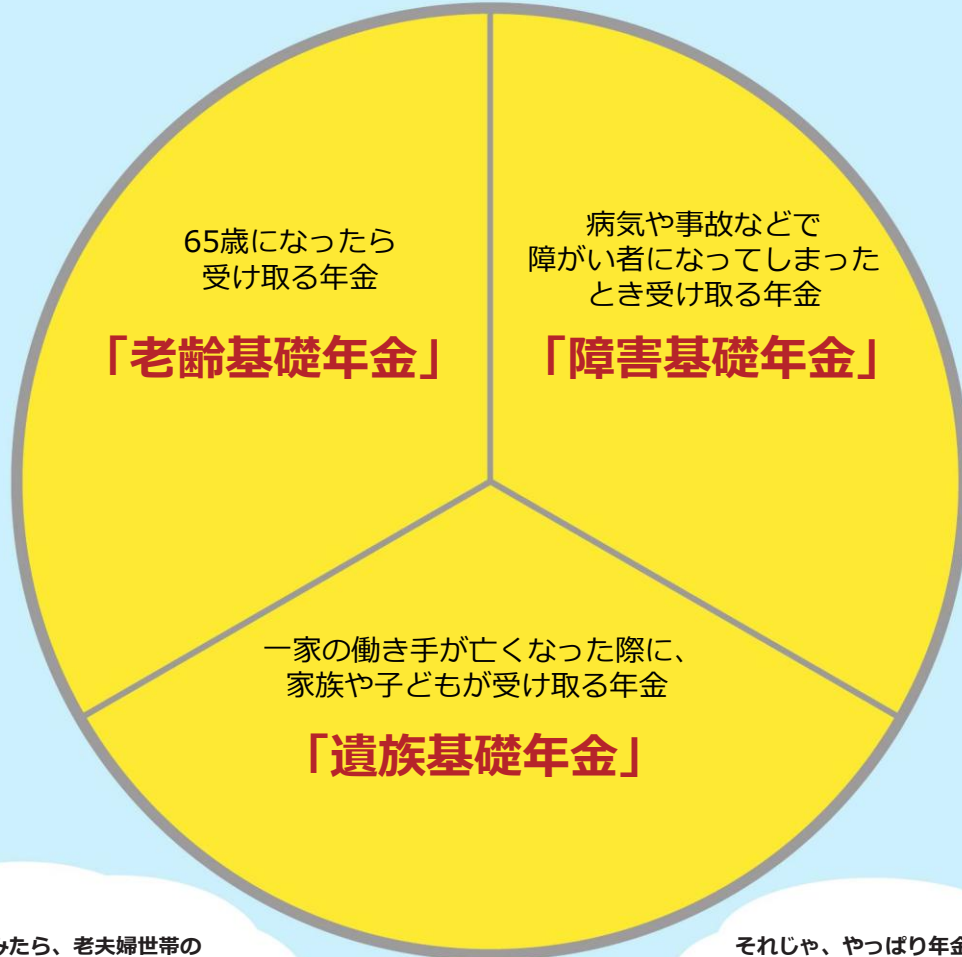 65歳になったら
受け取る年金
「老齢基礎年金」
病気や事故などで
障がい者になってしまった
とき受け取る年金
「障害基礎年金」
一家の働き手が亡くなった際に、
家族や子どもが受け取る年金
「遺族基礎年金」
たら、老夫婦世帯の
それじゃ、やっぱり年金